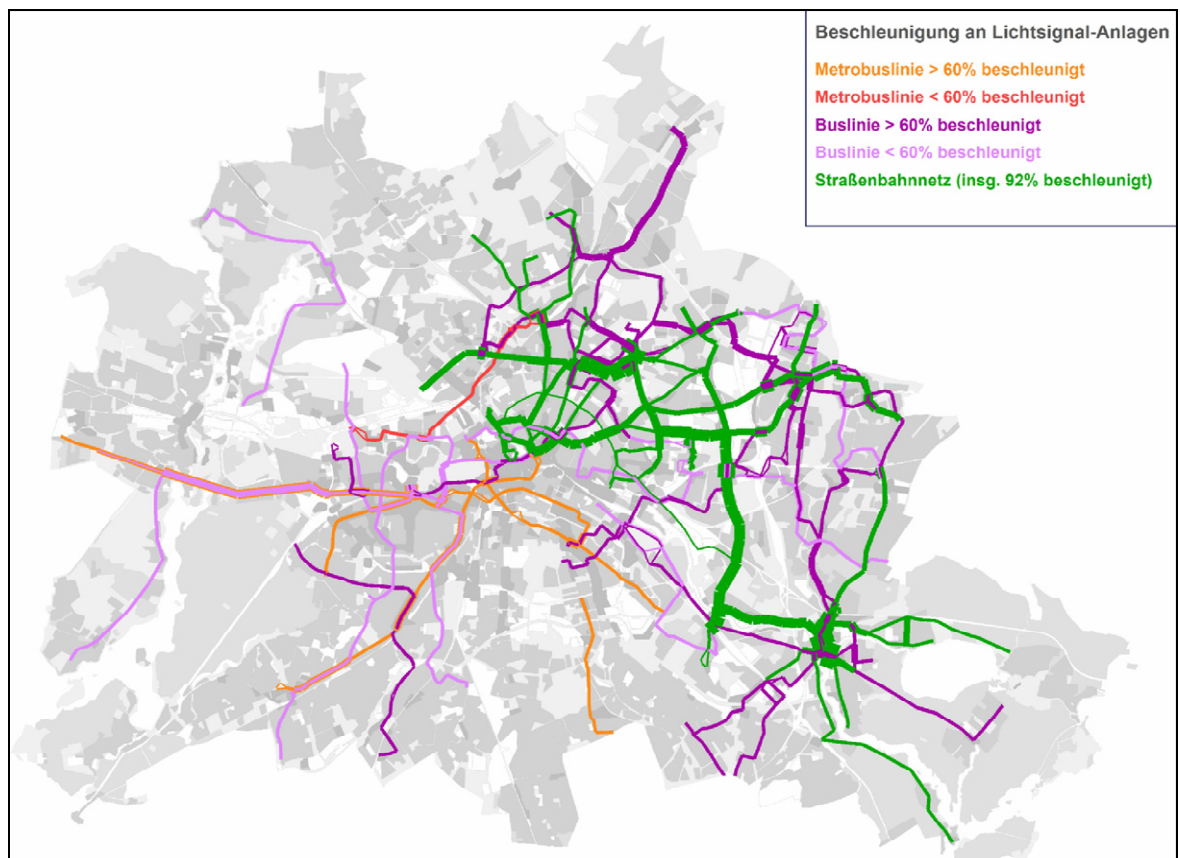 Beschleunigung an Lichtsignal-Anlagen
Metrobuslinie > 60% beschleunigt
Metrobuslinie < 60% beschleunigt
Buslinie > 60% beschleunigt
Buslinie < 60% beschleunigt
Straßenbahnnetz (insg. 92% beschleunigt)